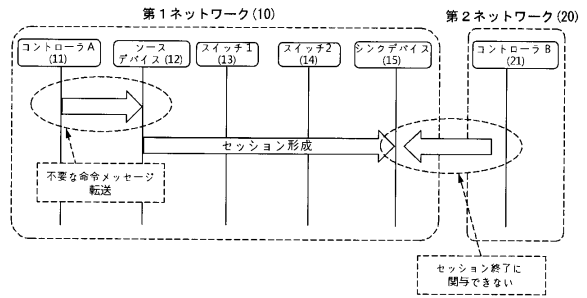 第1ネットワーク(10)
第2ネットワーク(20)
コントローラA
(11)
ソース
デバイス(12)
スイッチ1
(13)
スイッチ2
(14)
シンクデバイス
(15)
コントローラB
(21)
セッション形成
不要な命令メッセージ
転送
セッション終了に
関与できない